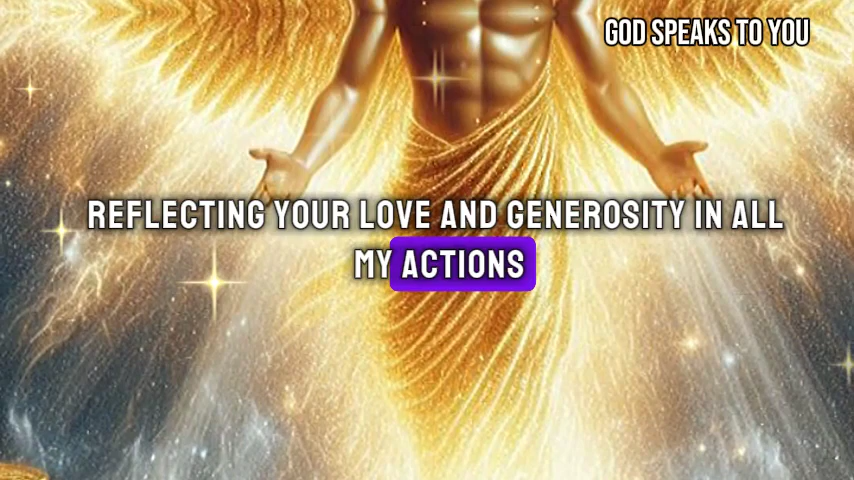 GOD SPEAKS TO YOU
REFLECTING YOUR LOVE AND GENEROSITY IN ALL
MY ACTIONS